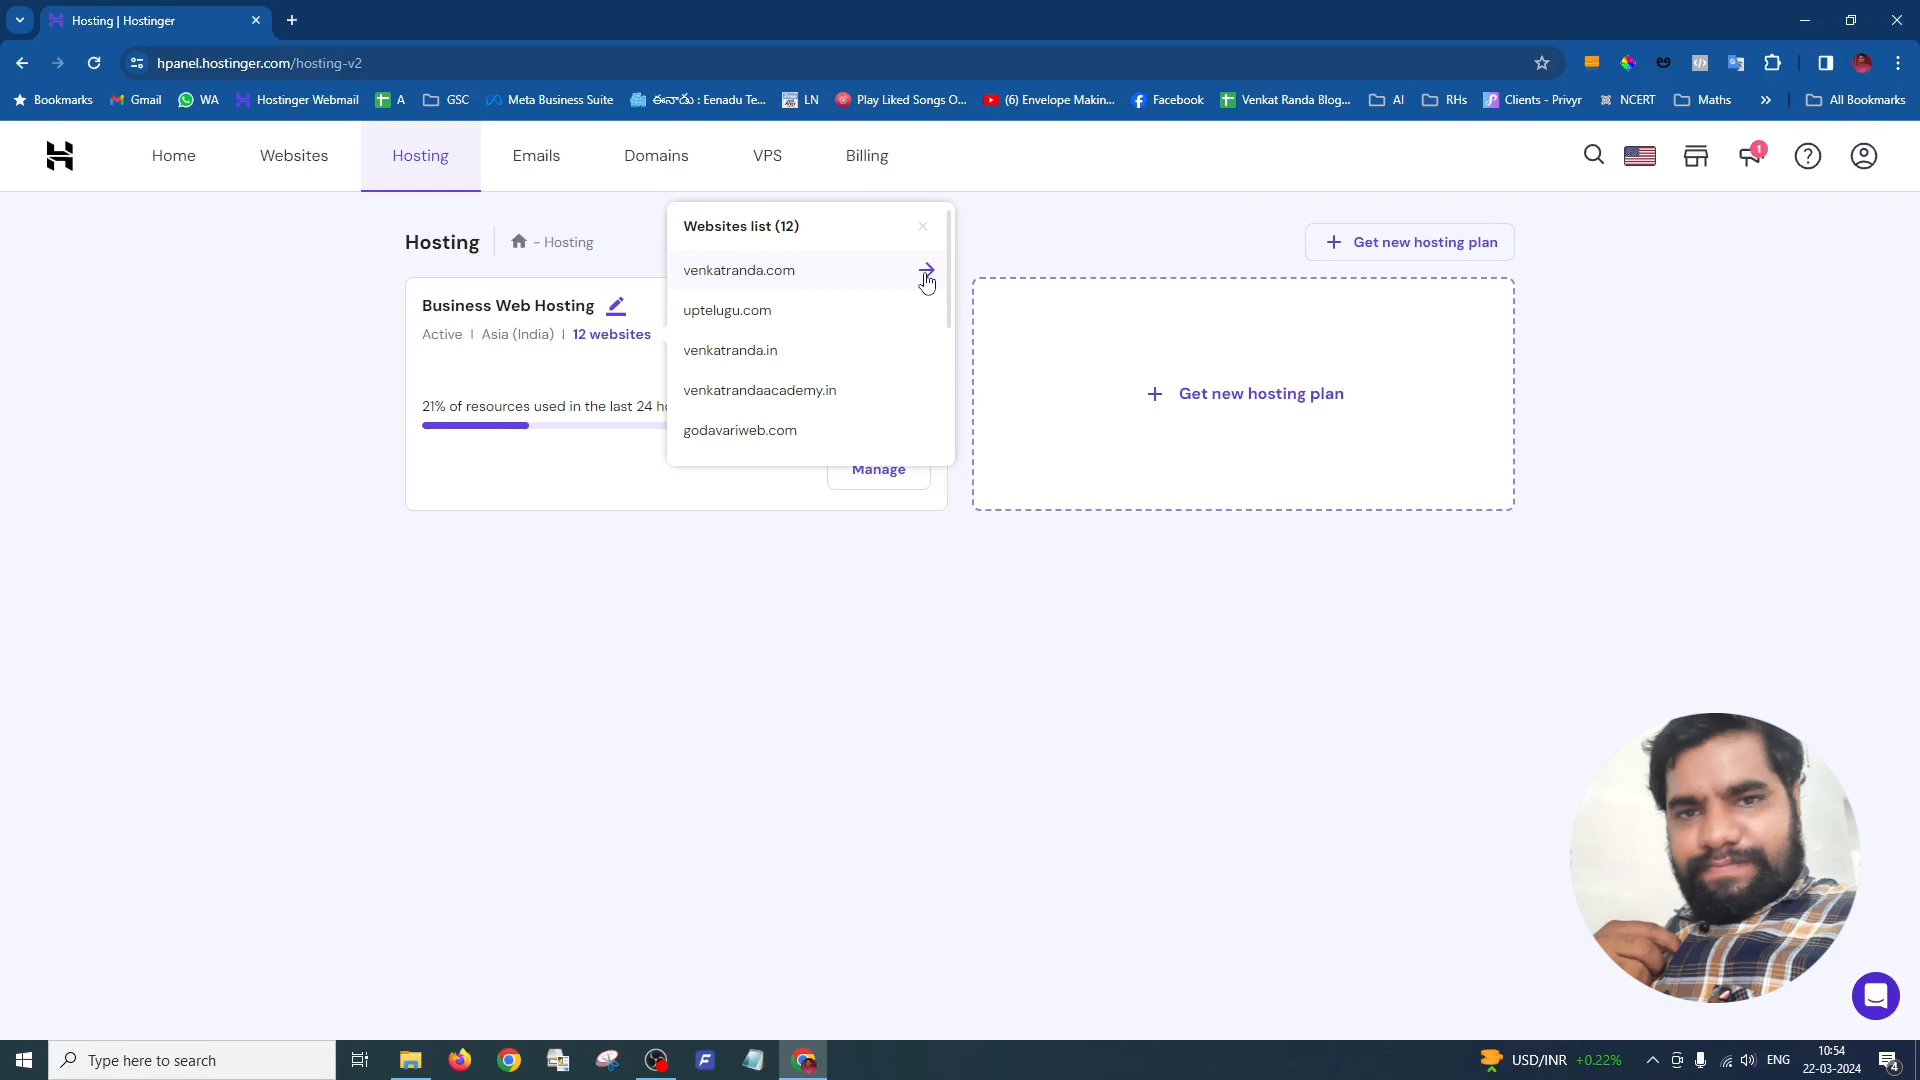 Hosting | Hostinger
hpanel.hostinger.com/hosting-v2
Bookmarks Gmail WA Hostinger Webmail A GSC Meta Business Suite ఈనాడు : Eenadu Te... LN Play Liked Songs O... (6) Envelope Makin... Facebook Venkat Randa Blog... AI RHs Clients - Privyr NCERT Maths » All Bookmarks
Home Websites Hosting Emails Domains VPS Billing 1
Hosting - Hosting
Get new hosting plan
Websites list (12)
venkatranda.com
uptelugu.com
venkatranda.in
venkatrandaacademy.in
godavariweb.com
Business Web Hosting
Active | Asia (India) | 12 websites
21% of resources used in the last 24 ho
Manage
Get new hosting plan
Type here to search
USD/INR +0.22%
ENG
10:54
22-03-2024
4